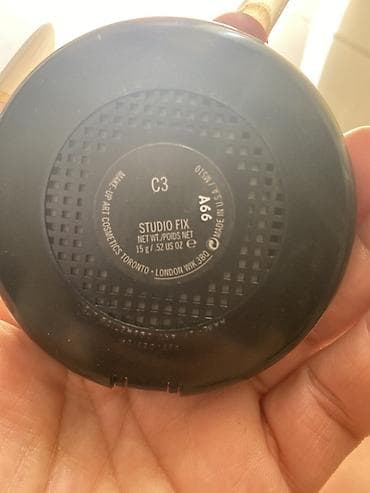 C3
A66
STUDIO FIX
NET WT./POIDS NET
15 g / .52 US OZ e
MAKE-UP ART COSMETICS TORONTO - LONDON W1K 3BQ
MADE IN U.S.A. / M510